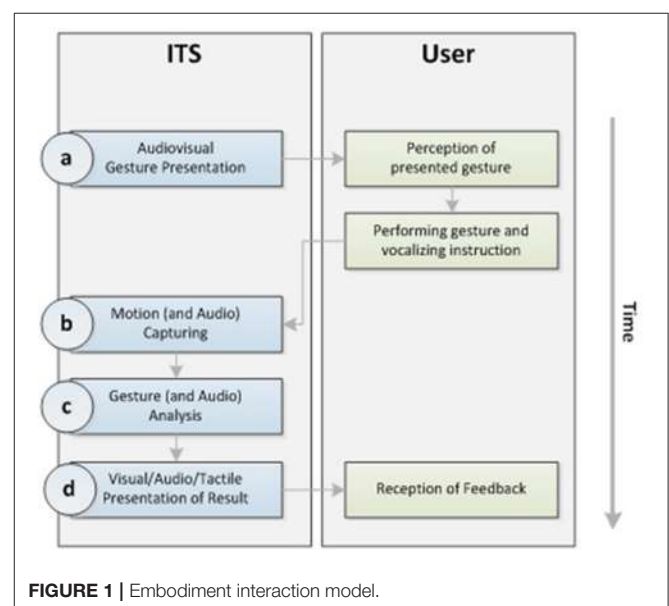 ITS
User
a
Audiovisual
Gesture Presentation
Perception of
presented gesture
Performing gesture and
vocalizing instruction
b
Motion (and Audio)
Capturing
c
Gesture (and Audio)
Analysis
d
Visual/Audio/Tactile
Presentation of Result
Reception of Feedback
Time
FIGURE 1 | Embodiment interaction model.